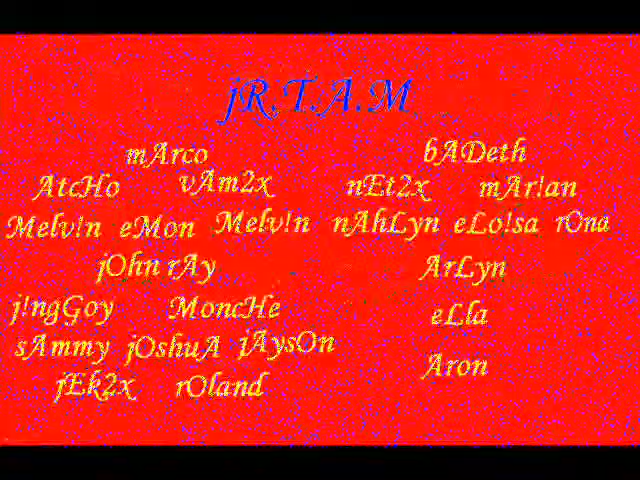 jR.T.A.M
mArco bADeth
AtcHo vAm2x nEt2x mAr!an
Melv!n eMon Melv!n nAhLyn eLo!sa rOna
jOhn rAy ArLyn
j!ngGoy MoncHe eLla
sAmmy jOshuA jAysOn
Aron
jEk2x rOland